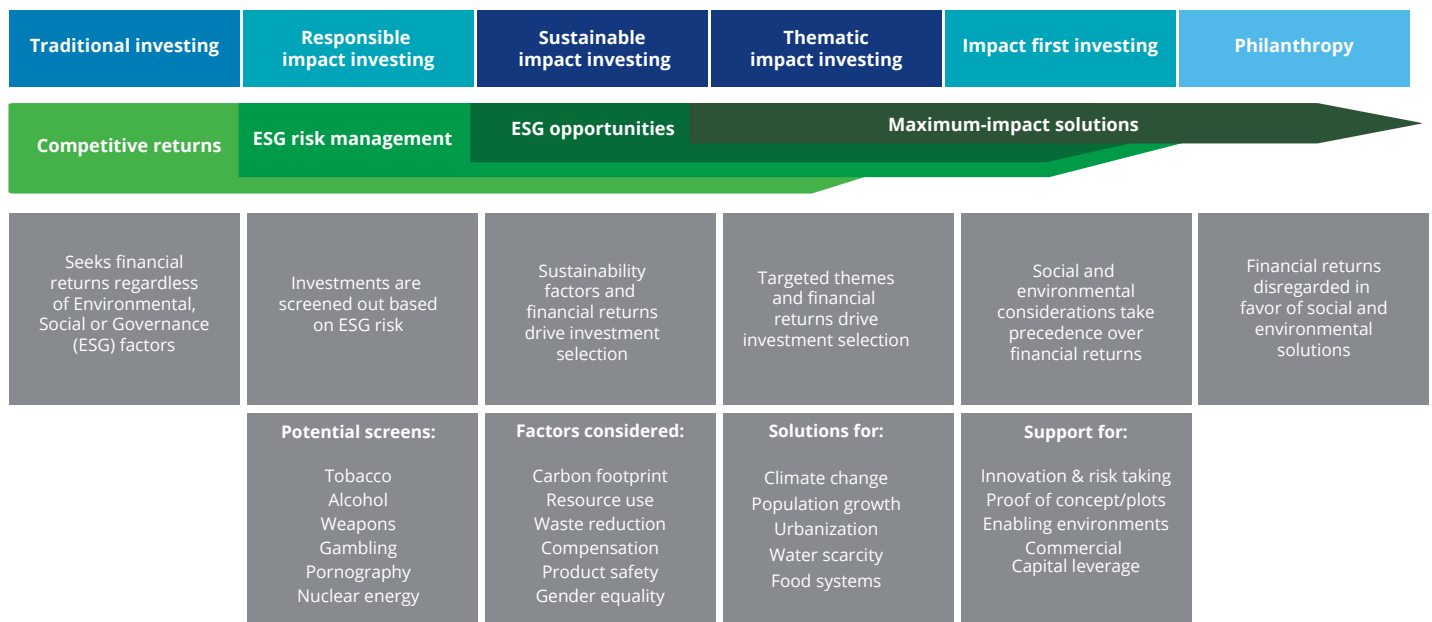 Traditional investing
Responsible
impact investing
Sustainable
impact investing
Thematic
impact investing
Impact first investing
Philanthropy
Competitive returns
ESG risk management
ESG opportunities
Maximum-impact solutions
Seeks financial
returns regardless
of Environmental,
Social or Governance
(ESG) factors
Investments are
screened out based
on ESG risk
Sustainability
factors and
financial returns
drive investment
selection
Targeted themes
and financial
returns drive
investment selection
Social and
environmental
considerations take
precedence over
financial returns
Financial returns
disregarded in
favor of social and
environmental
solutions
Potential screens:
Tobacco
Alcohol
Weapons
Gambling
Pornography
Nuclear energy
Factors considered:
Carbon footprint
Resource use
Waste reduction
Compensation
Product safety
Gender equality
Solutions for:
Climate change
Population growth
Urbanization
Water scarcity
Food systems
Support for:
Innovation & risk taking
Proof of concept/plots
Enabling environments
Commercial
Capital leverage